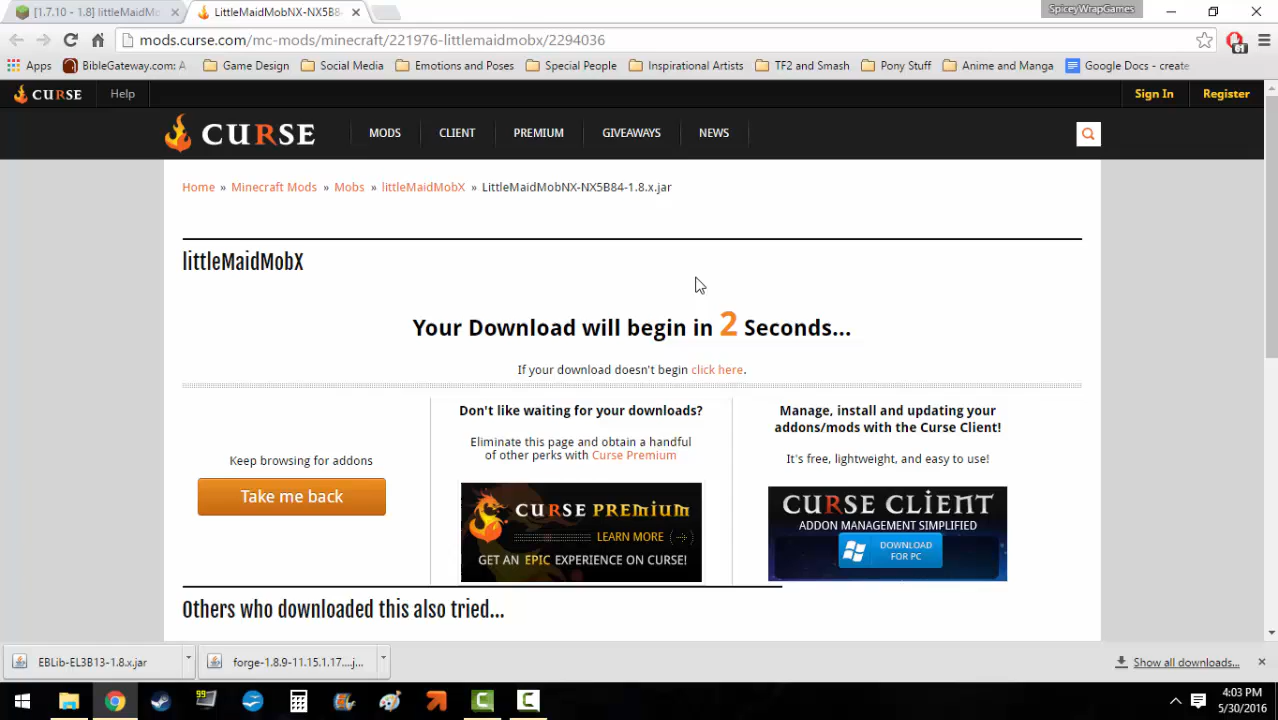 [1.7.10 - 1.8] littleMaidMo
LittleMaidMobNX-NX5B84
SpiceyWrapGames
mods.curse.com/mc-mods/minecraft/221976-littlemaidmobx/2294036
Apps
BibleGateway.com: A
Game Design
Social Media
Emotions and Poses
Special People
Inspirational Artists
TF2 and Smash
Pony Stuff
Anime and Manga
Google Docs - create
CURSE
Help
Sign In
Register
CURSE
MODS
CLIENT
PREMIUM
GIVEAWAYS
NEWS
Home » Minecraft Mods » Mobs » littleMaidMobX » LittleMaidMobNX-NX5B84-1.8.x.jar
littleMaidMobX
Your Download will begin in 2 Seconds...
If your download doesn't begin click here.
Keep browsing for addons
Take me back
Don't like waiting for your downloads?
Eliminate this page and obtain a handful
of other perks with Curse Premium
CURSE PREMIUM
LEARN MORE
GET AN EPIC EXPERIENCE ON CURSE!
Manage, install and updating your
addons/mods with the Curse Client!
It's free, lightweight, and easy to use!
CURSE CLIENT
ADDON MANAGEMENT SIMPLIFIED
DOWNLOAD
FOR PC
Others who downloaded this also tried...
EBLib-EL3B13-1.8.x.jar
forge-1.8.9-11.15.1.17....j...
Show all downloads...
99
4:03 PM
5/30/2016